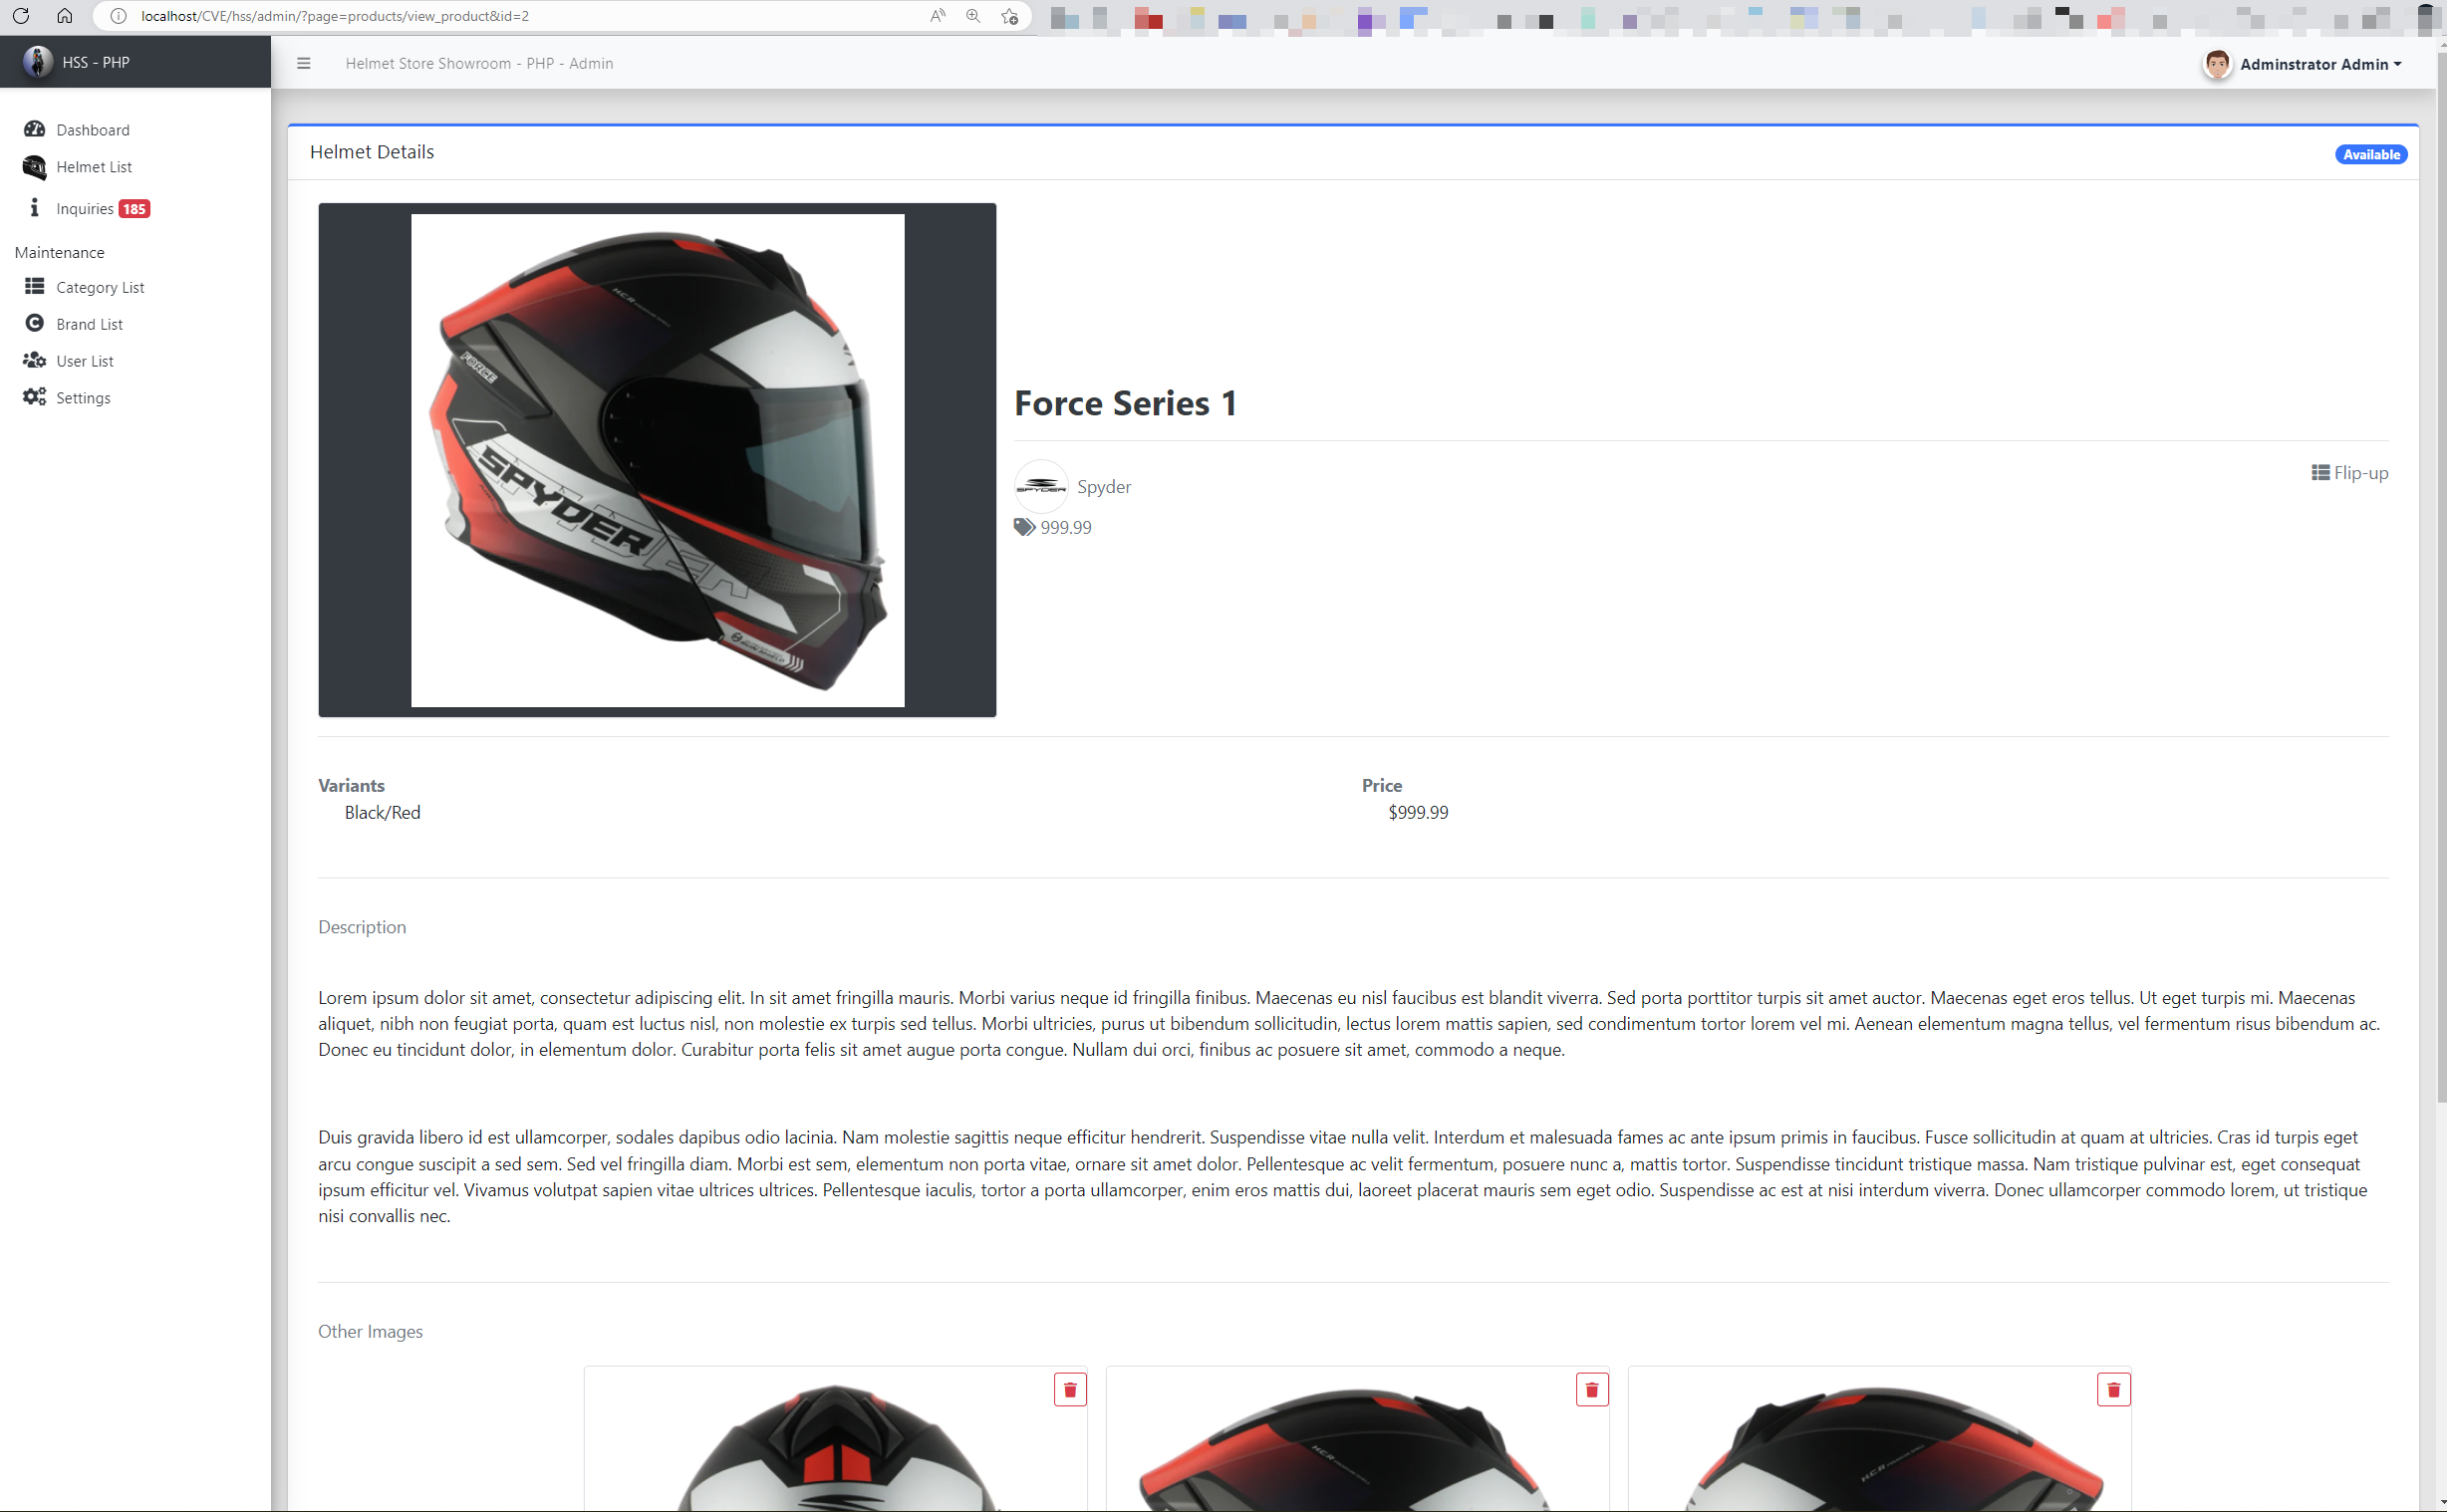 localhost/CVE/hss/admin/?page=products/view_product&id=2
HSS - PHP
Helmet Store Showroom - PHP - Admin
Adminstrator Admin
Dashboard
Helmet List
Inquiries 185
Maintenance
Category List
Brand List
User List
Settings
Helmet Details
Available
HCR
FORCE
SPYDER
Force Series 1
SPYDER
Spyder
Flip-up
999.99
Variants
Price
Black/Red
$999.99
Description
Lorem ipsum dolor sit amet, consectetur adipiscing elit. In sit amet fringilla mauris. Morbi varius neque id fringilla finibus. Maecenas eu nisl faucibus est blandit viverra. Sed porta porttitor turpis sit amet auctor. Maecenas eget eros tellus. Ut eget turpis mi. Maecenas
aliquet, nibh non feugiat porta, quam est luctus nisl, non molestie ex turpis sed tellus. Morbi ultricies, purus ut bibendum sollicitudin, lectus lorem mattis sapien, sed condimentum tortor lorem vel mi. Aenean elementum magna tellus, vel fermentum risus bibendum ac.
Donec eu tincidunt dolor, in elementum dolor. Curabitur porta felis sit amet augue porta congue. Nullam dui orci, finibus ac posuere sit amet, commodo a neque.
Duis gravida libero id est ullamcorper, sodales dapibus odio lacinia. Nam molestie sagittis neque efficitur hendrerit. Suspendisse vitae nulla velit. Interdum et malesuada fames ac ante ipsum primis in faucibus. Fusce sollicitudin at quam at ultricies. Cras id turpis eget
arcu congue suscipit a sed sem. Sed vel fringilla diam. Morbi est sem, elementum non porta vitae, ornare sit amet dolor. Pellentesque ac velit fermentum, posuere nunc a, mattis tortor. Suspendisse tincidunt tristique massa. Nam tristique pulvinar est, eget consequat
ipsum efficitur vel. Vivamus volutpat sapien vitae ultrices ultrices. Pellentesque iaculis, tortor a porta ullamcorper, enim eros mattis dui, laoreet placerat mauris sem eget odio. Suspendisse ac est at nisi interdum viverra. Donec ullamcorper commodo lorem, ut tristique
nisi convallis nec.
Other Images
HCR
HCR